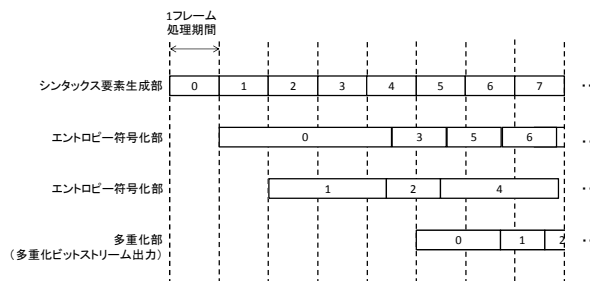 1フレーム
処理期間
シンタックス要素生成部 0 1 2 3 4 5 6 7 ‥
エントロピー符号化部 0 3 5 6 ‥
エントロピー符号化部 1 2 4 ‥
多重化部
(多重化ビットストリーム出力) 0 1 2 ‥